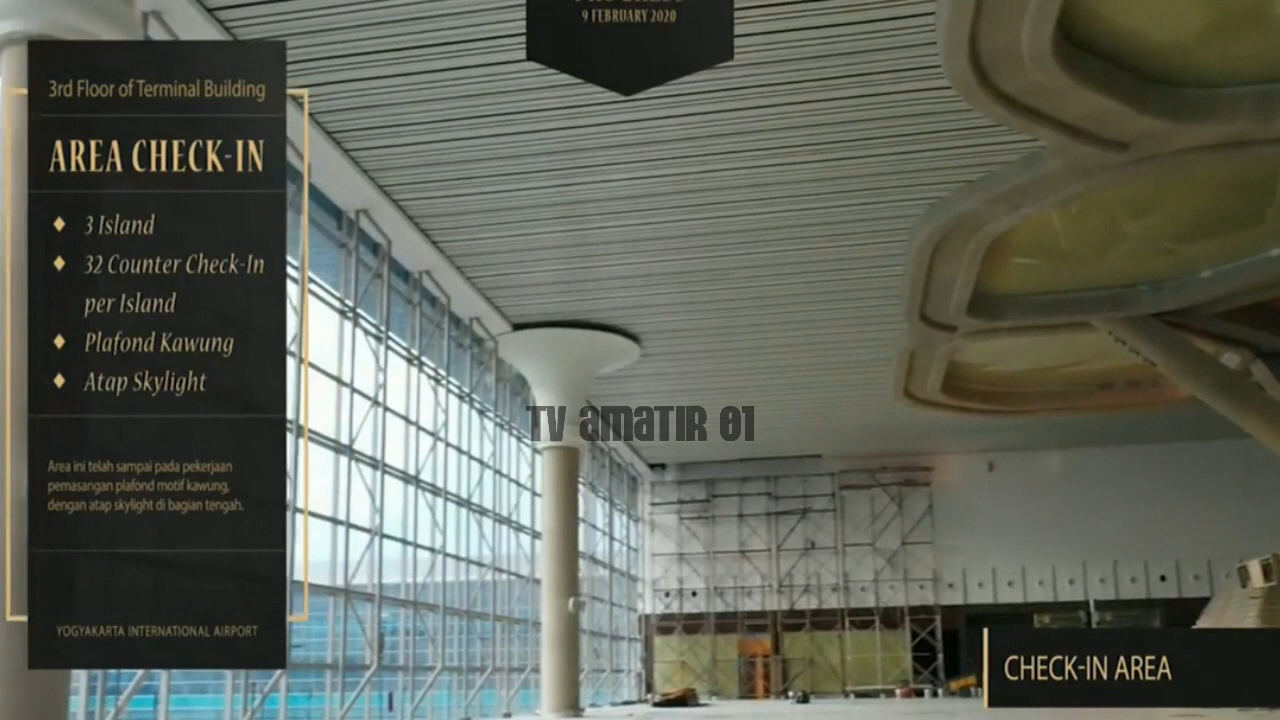 9 FEBRUARY 2020
3rd Floor of Terminal Building
AREA CHECK-IN
3 Island
32 Counter Check-In
per Island
Plafond Kawung
Atap Skylight
Area ini telah sampai pada pekerjaan
pemasangan plafond motif kawung,
dengan atap skylight di bagian tengah.
YOGYAKARTA INTERNATIONAL AIRPORT
TV AMATIR 01
CHECK-IN AREA